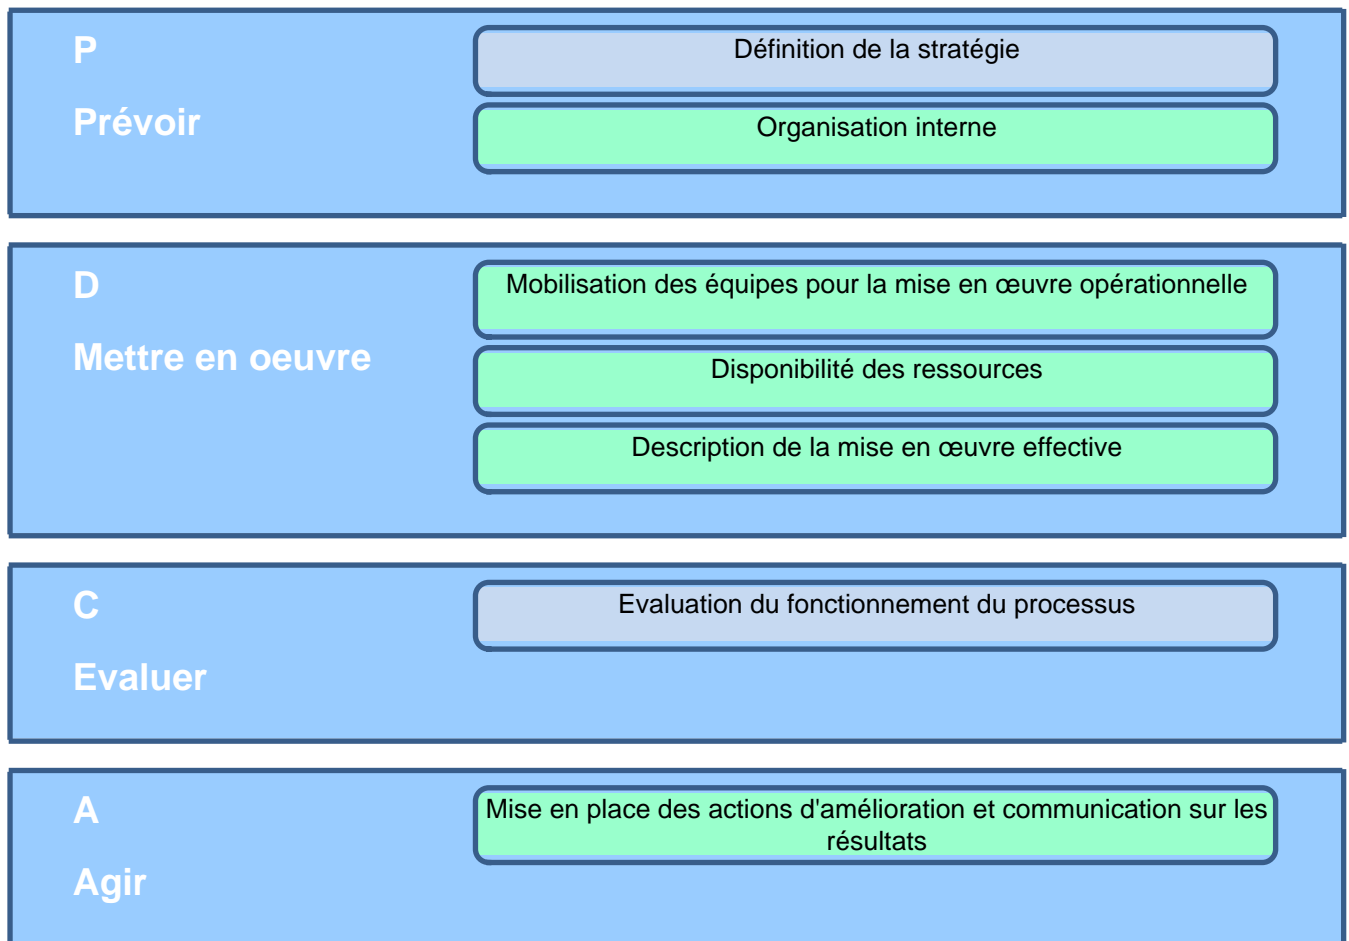 P
Définition de la stratégie
Prévoir
Organisation interne
D
Mobilisation des équipes pour la mise en œuvre opérationnelle
Mettre en oeuvre
Disponibilité des ressources
Description de la mise en œuvre effective
C
Evaluation du fonctionnement du processus
Evaluer
A
Mise en place des actions d'amélioration et communication sur les
résultats
Agir